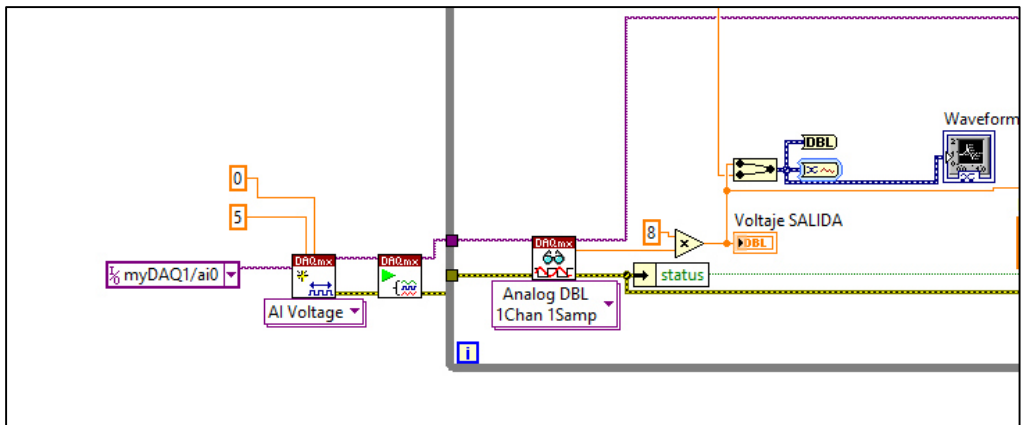 Waveform
DBL
0
5
8
Voltaje SALIDA
DBL
DAQmx
DAQmx
DAQmx
myDAQ1/ai0
status
AI Voltage
Analog DBL
1Chan 1Samp
i